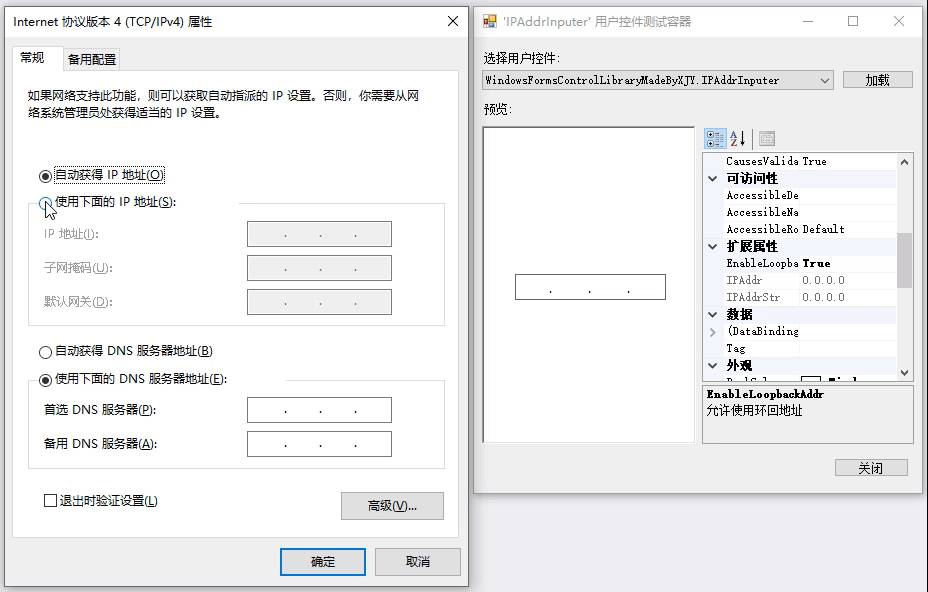 Internet 协议版本 4 (TCP/IPv4) 属性
常规
备用配置
如果网络支持此功能，则可以获取自动指派的 IP 设置。否则，你需要从网
络系统管理员处获得适当的 IP 设置。
自动获得 IP 地址(O)
使用下面的 IP 地址(S):
IP 地址(I):
子网掩码(U):
默认网关(D):
自动获得 DNS 服务器地址(B)
使用下面的 DNS 服务器地址(E):
首选 DNS 服务器(P):
备用 DNS 服务器(A):
退出时验证设置(L)
高级(V)...
确定
取消
'IPAddrInputer' 用户控件测试容器
选择用户控件:
WindowsFormsControlLibraryMadeByXJY.IPAddrInputer
加载
预览:
CausesValida True
可访问性
AccessibleDe
AccessibleNa
AccessibleRo Default
扩展属性
EnableLoopba True
IPAddr 0.0.0.0
IPAddrStr 0.0.0.0
数据
(DataBinding
Tag
外观
EnableLoopbackAddr
允许使用环回地址
关闭